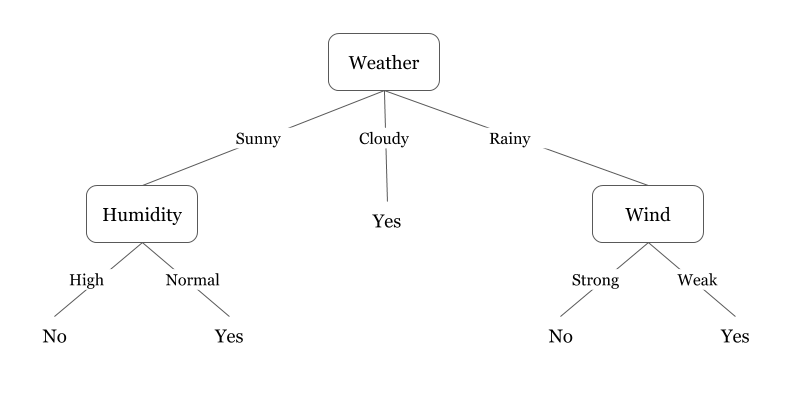 Weather
Sunny
Cloudy
Rainy
Humidity
Yes
Wind
High
Normal
Strong
Weak
No
Yes
No
Yes